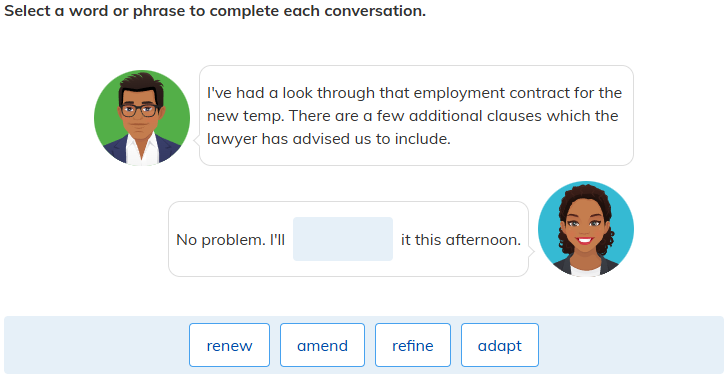 Select a word or phrase to complete each conversation.
I've had a look through that employment contract for the
new temp. There are a few additional clauses which the
lawyer has advised us to include.
No problem. I'll it this afternoon.
renew amend refine adapt